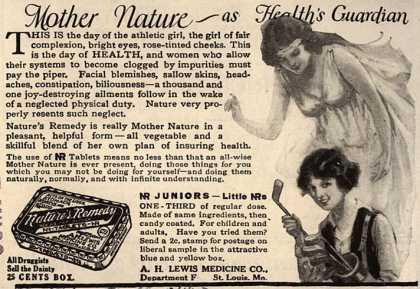 Mother Nature - as Health's Guardian
THIS IS the day of the athletic girl, the girl of fair
complexion, bright eyes, rose-tinted cheeks. This
is the day of HEALTH, and women who allow
their systems to become clogged by impurities must
pay the piper. Facial blemishes, sallow skins, head-
aches, constipation, biliousness—a thousand and
one joy-destroying ailments follow in the wake
of a neglected physical duty. Nature very pro-
perly resents such neglect.
Nature's Remedy is really Mother Nature in a
pleasant, helpful form—all vegetable and a
skillful blend of her own plan of insuring health.
The use of NR Tablets means no less than that an all-wise
Mother Nature is ever present, doing those things for you
which you may not be doing for yourself—and doing them
naturally, normally, and with infinite understanding.
NR JUNIORS—Little NRs
ONE-THIRD of regular dose.
Made of same ingredients, then
candy coated. For children and
adults. Have you tried them?
Send a 2c. stamp for postage on
liberal sample in the attractive
blue and yellow box.
A. H. LEWIS MEDICINE CO.,
Department F St. Louis, Mo.
Nature's Remedy
NR-TABLETS-NR
All Druggists
Sell the Dainty
25 CENTS BOX.